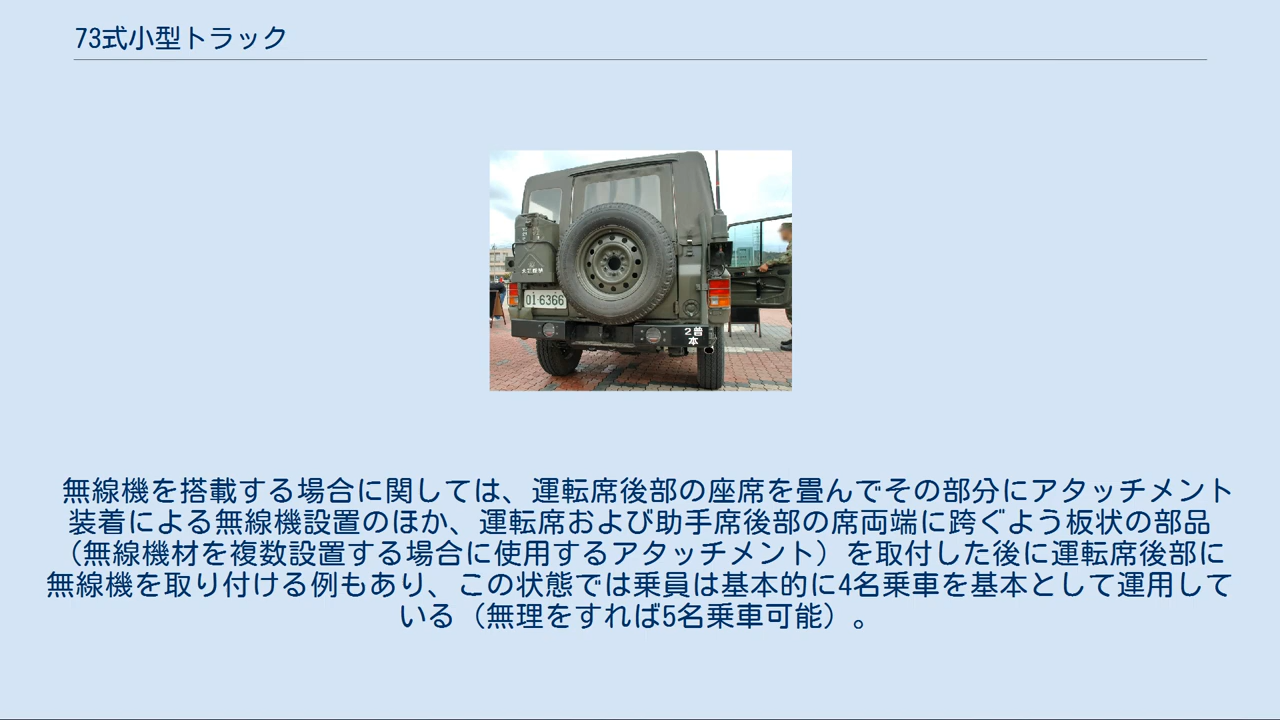 73式小型トラック
01-6366
2普
本
無線機を搭載する場合に関しては、運転席後部の座席を畳んでその部分にアタッチメント
装着による無線機設置のほか、運転席および助手席後部の席両端に跨ぐよう板状の部品
（無線機材を複数設置する場合に使用するアタッチメント）を取付した後に運転席後部に
無線機を取り付ける例もあり、この状態では乗員は基本的に4名乗車を基本として運用して
いる（無理をすれば5名乗車可能）。